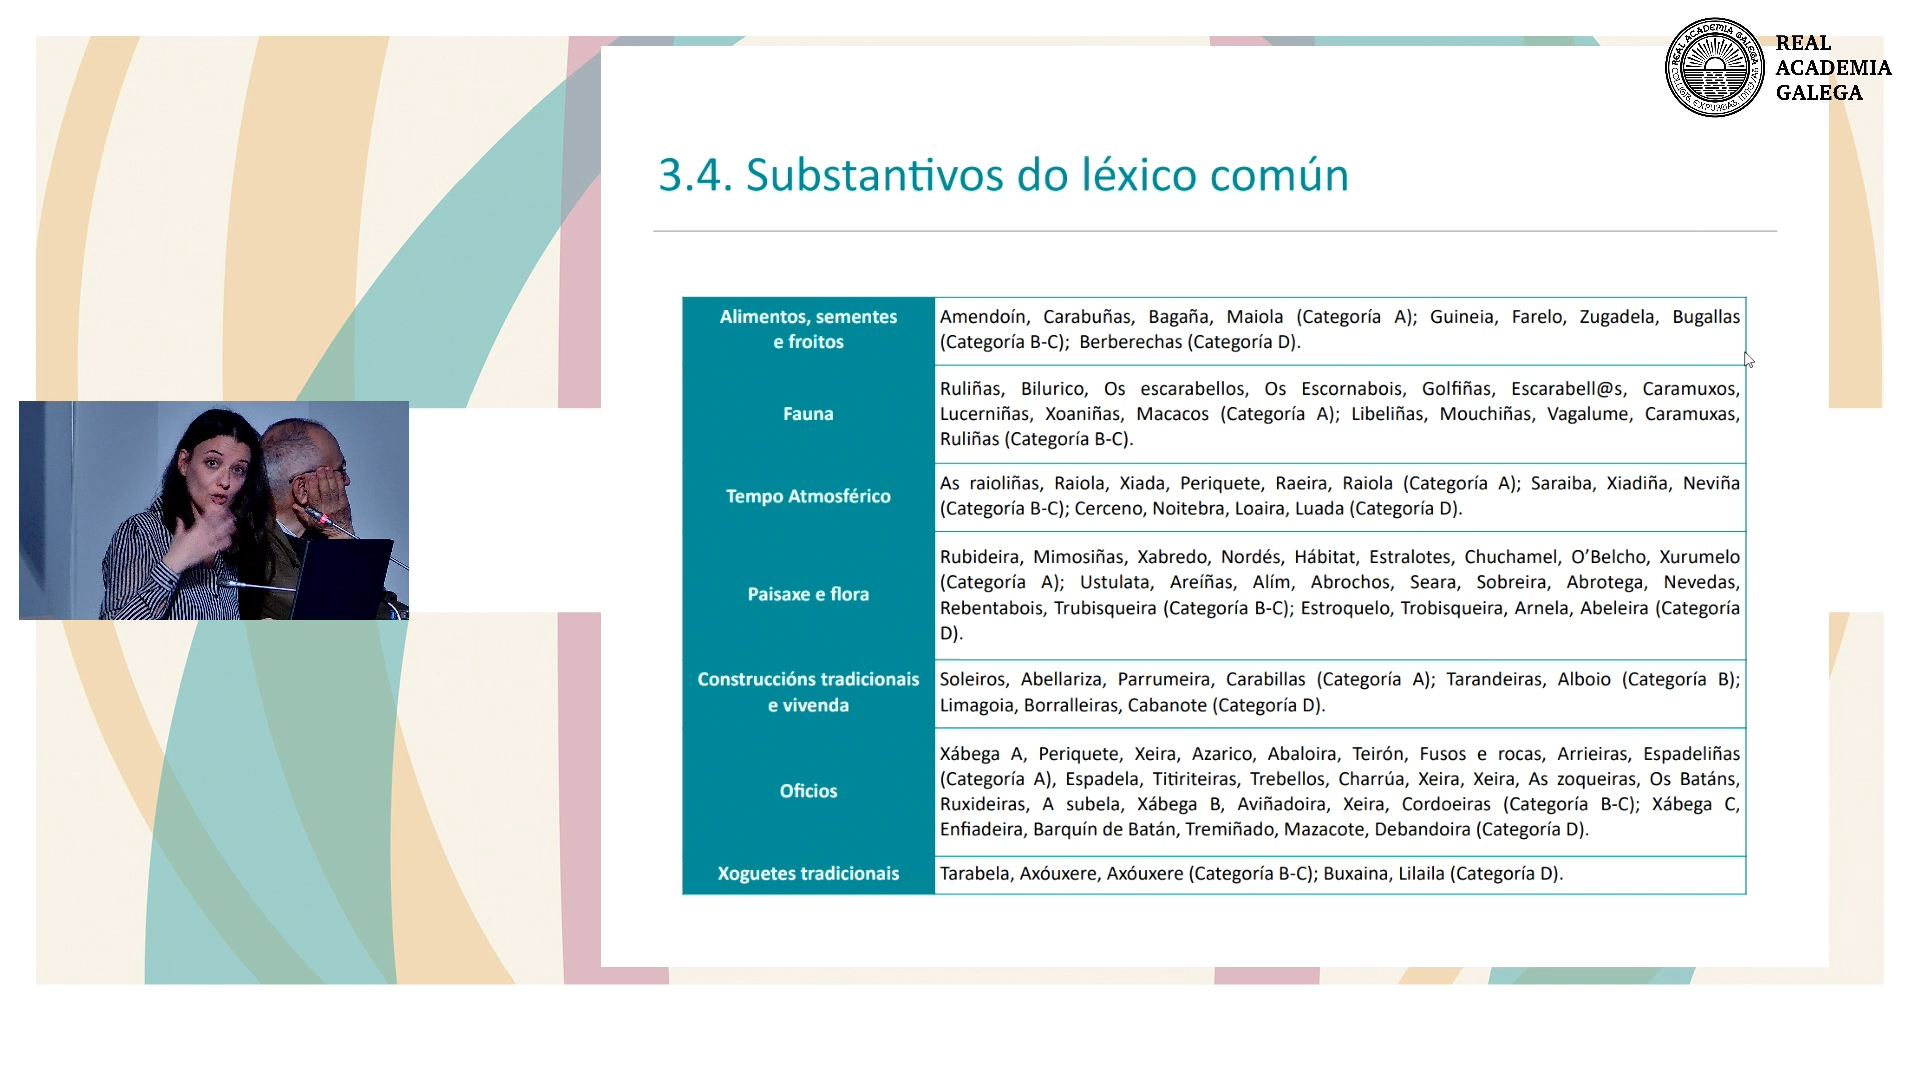 REAL
ACADEMIA
GALEGA
REAL ACADEMIA GALEGA
3.4. Substantivos do léxico común
Alimentos, sementes
e froitos
Amendoín, Carabuñas, Bagaña, Maiola (Categoría A); Guineia, Farelo, Zugadela, Bugallas
(Categoría B-C); Berberechas (Categoría D).
Fauna
Ruliñas, Bilurico, Os escarabellos, Os Escornabois, Golfiñas, Escarabell@s, Caramuxos,
Lucerniñas, Xoaniñas, Macacos (Categoría A); Libeliñas, Mouchiñas, Vagalume, Caramuxas,
Ruliñas (Categoría B-C).
Tempo Atmosférico
As raioliñas, Raiola, Xiada, Periquete, Raeira, Raiola (Categoría A); Saraiba, Xiadiña, Neviña
(Categoría B-C); Cerceno, Noitebra, Loaira, Luada (Categoría D).
Paisaxe e flora
Rubideira, Mimosiñas, Xabredo, Nordés, Hábitat, Estralotes, Chuchamel, O’Belcho, Xurumelo
(Categoría A); Ustulata, Areíñas, Alím, Abrochos, Seara, Sobreira, Abrotega, Nevedas,
Rebentabois, Trubisqueira (Categoría B-C); Estroquelo, Trobisqueira, Arnela, Abeleira (Categoría
D).
Construccións tradicionais
e vivenda
Soleiros, Abellariza, Parrumeira, Carabillas (Categoría A); Tarandeiras, Alboio (Categoría B);
Limagoia, Borralleiras, Cabanote (Categoría D).
Oficios
Xábega A, Periquete, Xeira, Azarico, Abaloira, Teirón, Fusos e rocas, Arrieiras, Espadeliñas
(Categoría A), Espadela, Titiriteiras, Trebellos, Charrúa, Xeira, Xeira, As zoqueiras, Os Batáns,
Ruxideiras, A subela, Xábega B, Aviñadoira, Xeira, Cordoeiras (Categoría B-C); Xábega C,
Enfiadeira, Barquín de Batán, Tremiñado, Mazacote, Debandoira (Categoría D).
Xoguetes tradicionais
Tarabela, Axóuxere, Axóuxere (Categoría B-C); Buxaina, Lilaila (Categoría D).